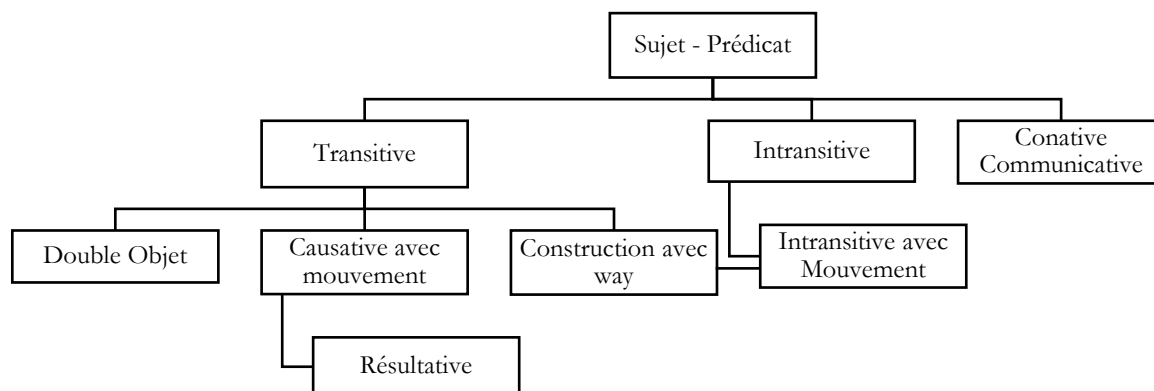 Sujet - Prédicat
Transitive
Intransitive
Conative
Communicative
Double Objet
Causative avec
mouvement
Construction avec
way
Intransitive avec
Mouvement
Résultative